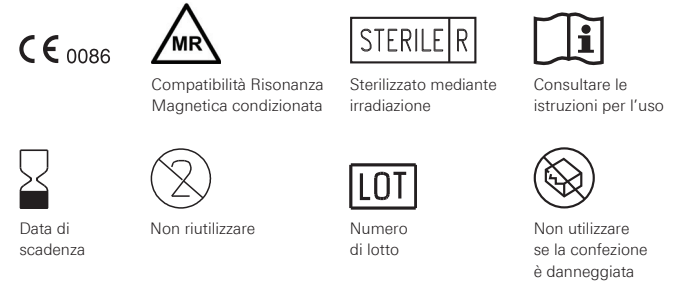 CE 0086
MR
Compatibilità Risonanza
Magnetica condizionata
STERILE R
Sterilizzato mediante
irradiazione
i
Consultare le
istruzioni per l'uso
Data di
scadenza
2
Non riutilizzare
LOT
Numero
di lotto
Non utilizzare
se la confezione
è danneggiata